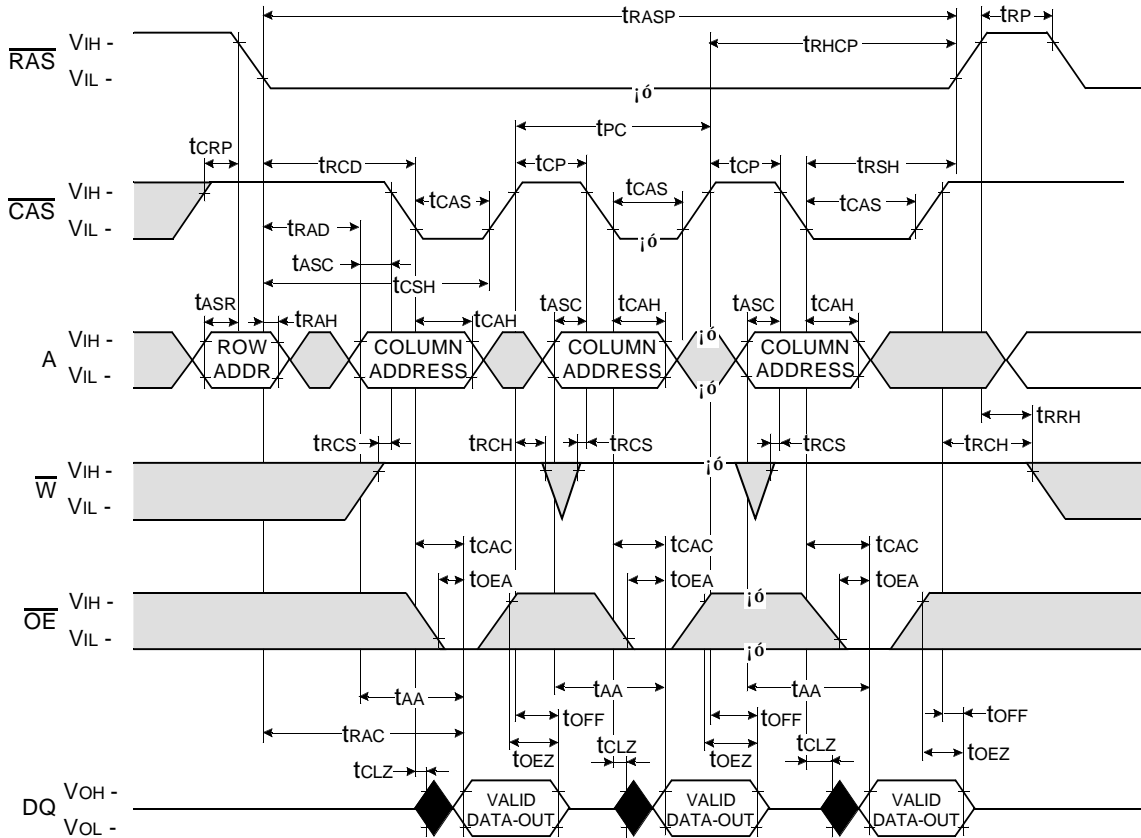 tRASP
tRP
VIH -
RAS
tRHCP
VIL -
¡ó
tPC
tCRP
tRCD
tCP
tCP
tRSH
VIH -
CAS
tCAS
tCAS
tCAS
VIL -
¡ó
tRAD
tASC
tCSH
tASR
tRAH
tCAH
tASC
tCAH
tASC
tCAH
VIH -
¡ó
A
ROW
ADDR
COLUMN
ADDRESS
COLUMN
ADDRESS
COLUMN
ADDRESS
VIL -
¡ó
tRRH
tRCS
tRCH
tRCS
tRCS
tRCH
VIH -
¡ó
W
VIL -
tCAC
tCAC
tCAC
tOEA
tOEA
tOEA
VIH -
¡ó
OE
VIL -
¡ó
tAA
tAA
tAA
tOFF
tOFF
tOFF
tRAC
tCLZ
tOEZ
tCLZ
tOEZ
tCLZ
tOEZ
VOH -
DQ
VALID
DATA-OUT
VALID
DATA-OUT
VALID
DATA-OUT
VOL -